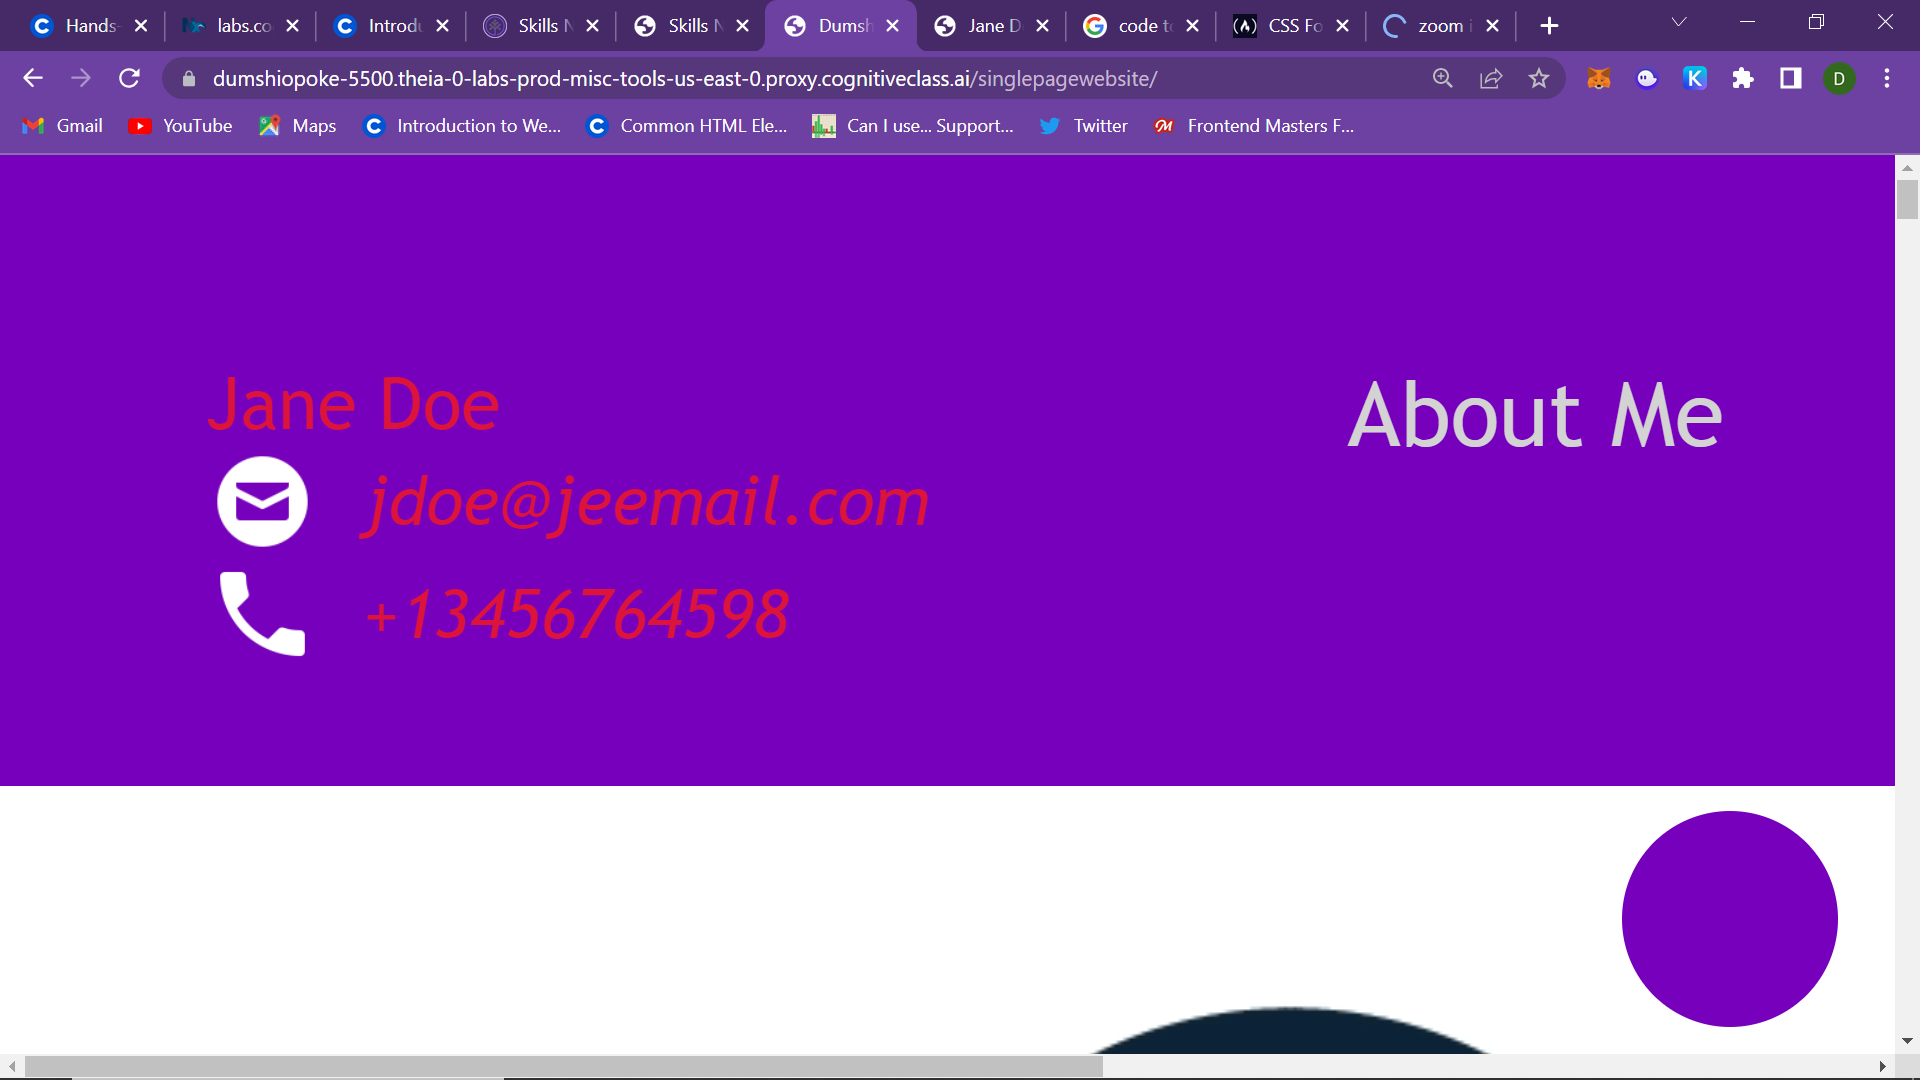 Hands-
labs.co
Introdu
Skills N
Skills N
Dumsh
Jane D
code to
CSS Fo
zoom i
dumshiopoke-5500.theia-0-labs-prod-misc-tools-us-east-0.proxy.cognitiveclass.ai/singlepagewebsite/
D
Gmail
YouTube
Maps
Introduction to We...
Common HTML Ele...
Can I use... Support...
Twitter
Frontend Masters F...
Jane Doe
About Me
jdoe@jeemail.com
+13456764598